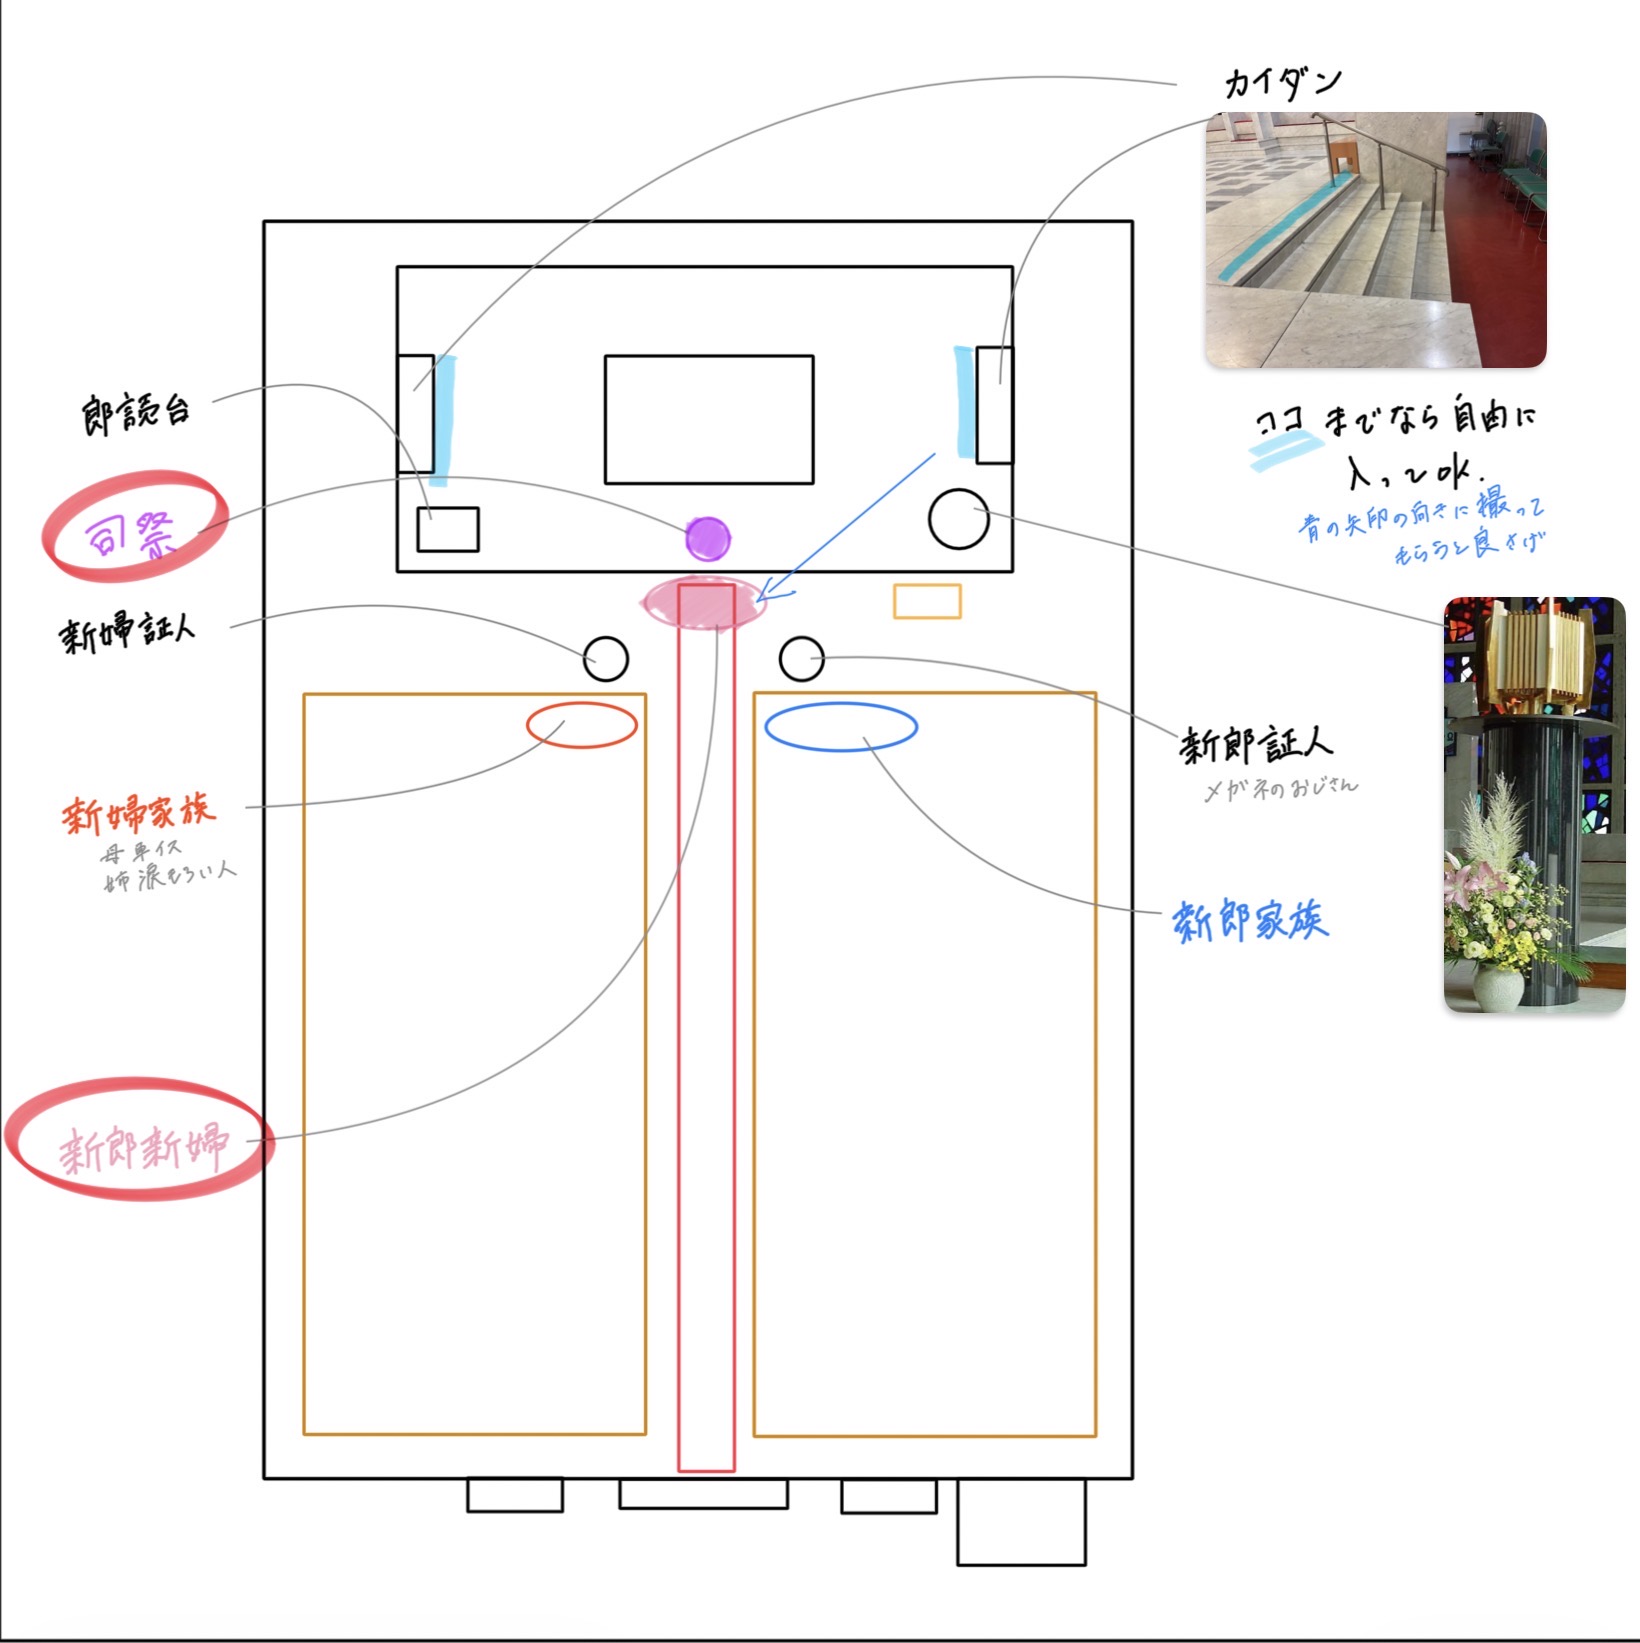 カイダン
ココまでなら自由に
入ってOK.
青の矢印の向きに撮って
もらうと良さげ
郎読台
司祭
新婦証人
新郎証人
メガネのおじさん
新婦家族
母車イス
姉涙もろい人
新郎家族
新郎新婦